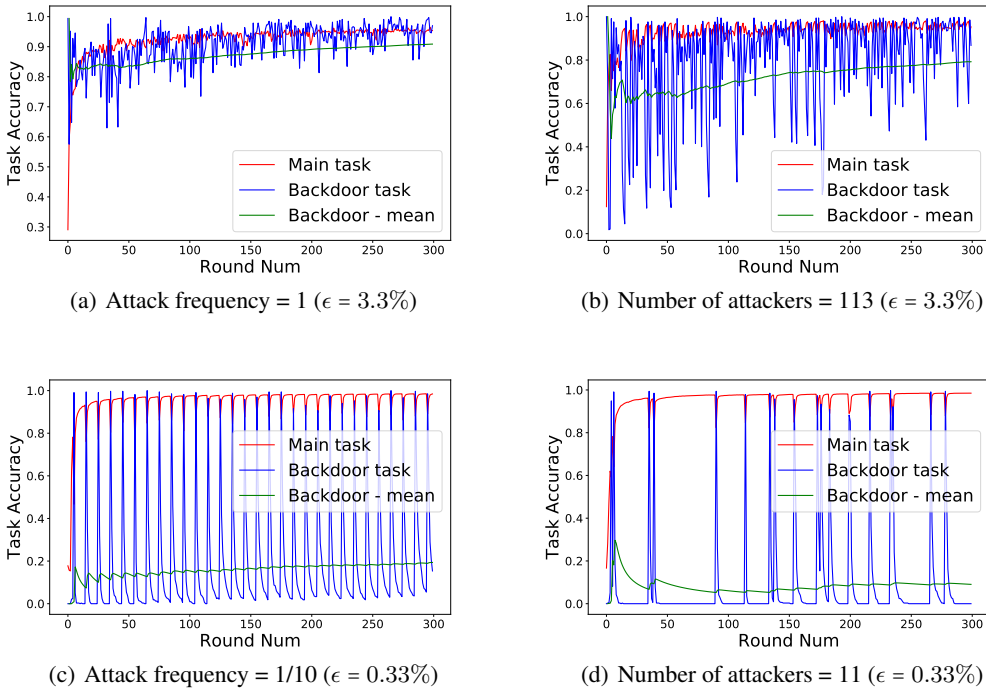 1.0
0.9
0.8
0.7
0.6
0.5
0.4
0.3
Task Accuracy
Main task
Backdoor task
Backdoor - mean
0 50 100 150 200 250 300
Round Num
(a) Attack frequency = 1 (ϵ = 3.3%)
1.0
0.8
0.6
0.4
0.2
0.0
Task Accuracy
Main task
Backdoor task
Backdoor - mean
0 50 100 150 200 250 300
Round Num
(b) Number of attackers = 113 (ϵ = 3.3%)
1.0
0.8
0.6
0.4
0.2
0.0
Task Accuracy
Main task
Backdoor task
Backdoor - mean
0 50 100 150 200 250 300
Round Num
(c) Attack frequency = 1/10 (ϵ = 0.33%)
1.0
0.8
0.6
0.4
0.2
0.0
Task Accuracy
Main task
Backdoor task
Backdoor - mean
0 50 100 150 200 250 300
Round Num
(d) Number of attackers = 11 (ϵ = 0.33%)